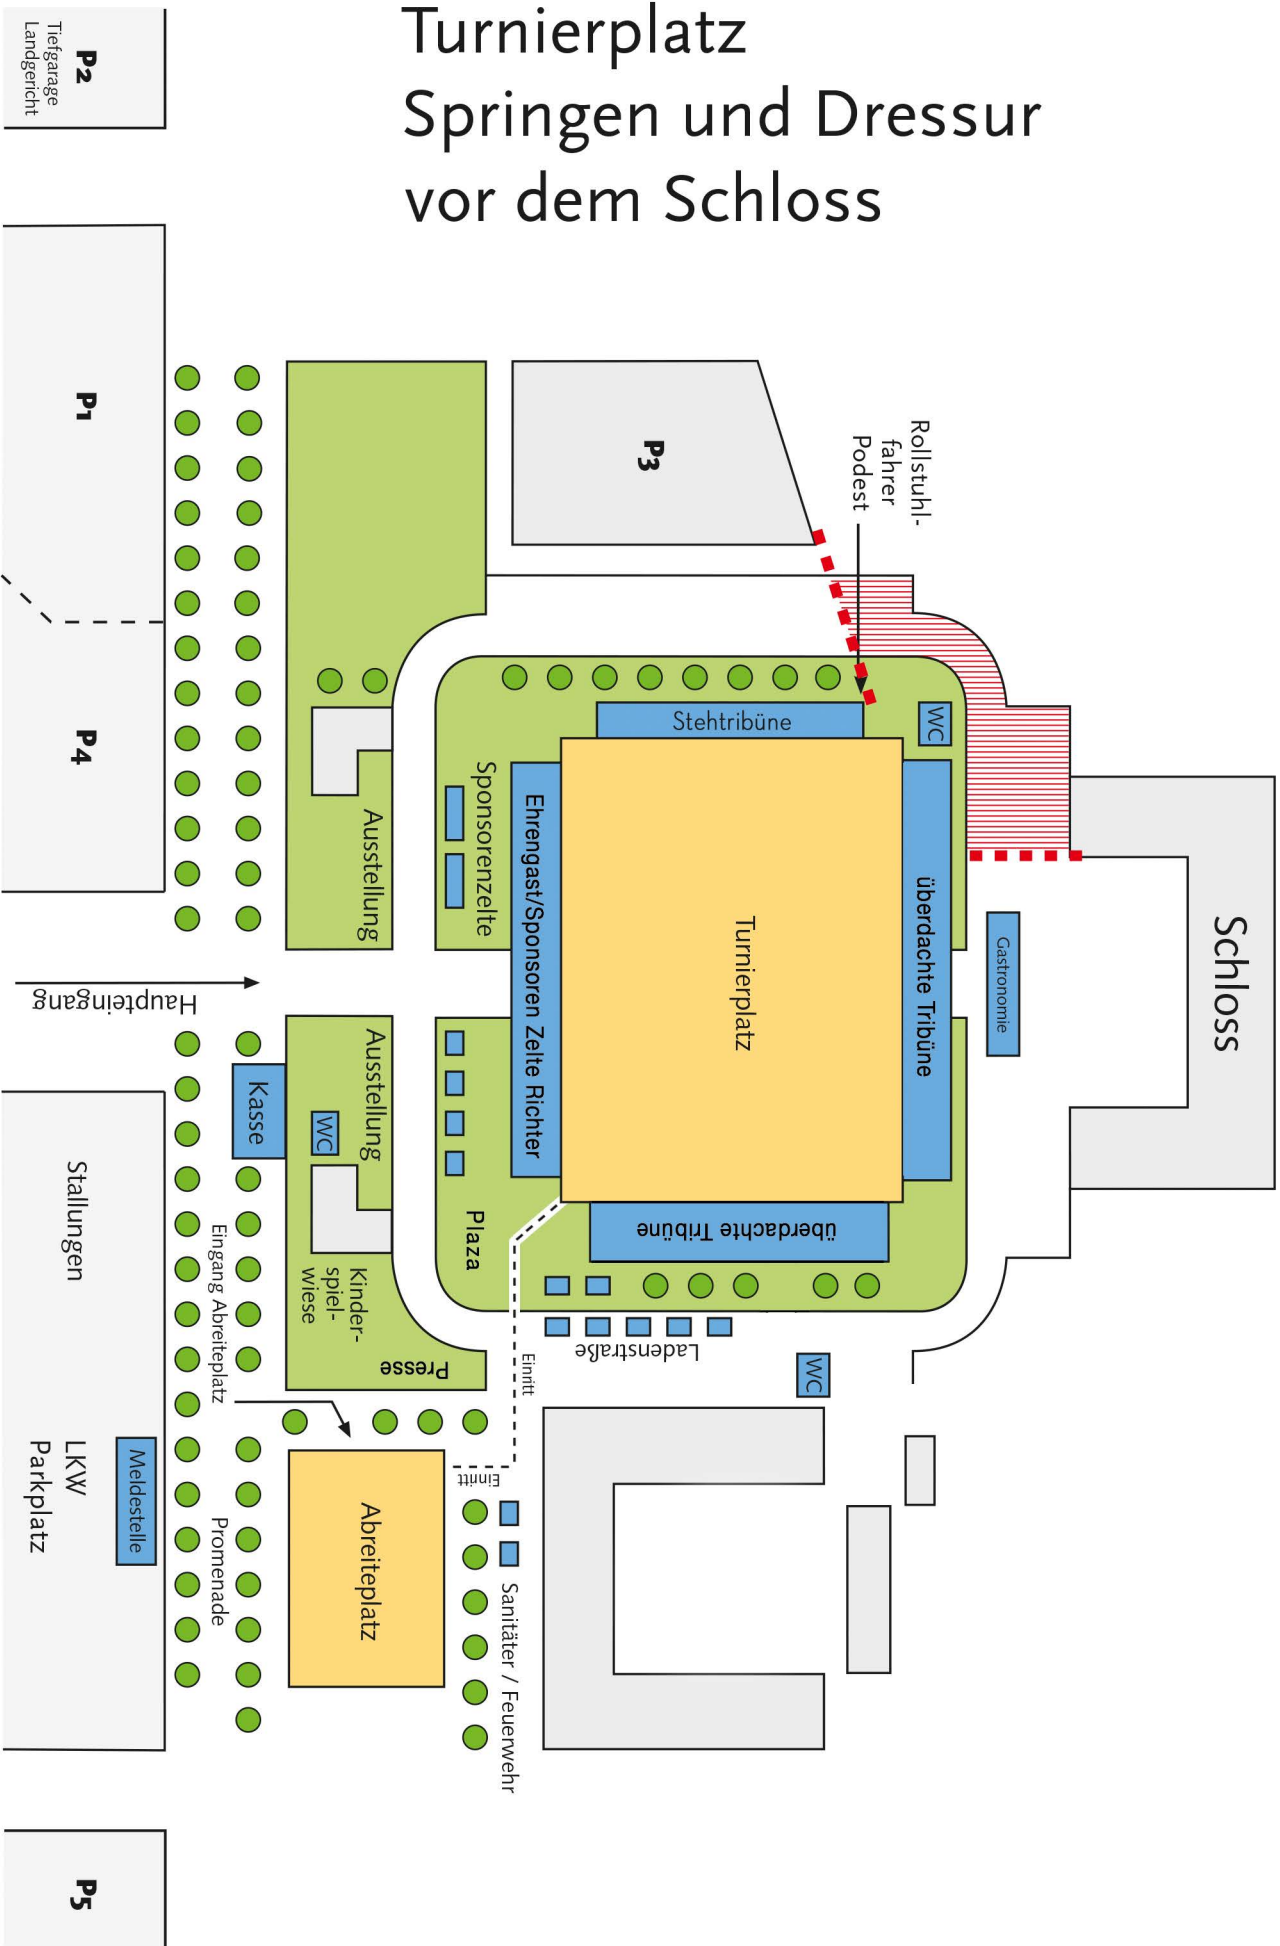 Turnierplatz
Springen und Dressur
vor dem Schloss
P2
Tiefgarage
Landgericht
P1
P3
Rollstuhl-
fahrer
Podest
P4
Stehtribüne
WC
Sponsorenzelte
Ausstellung
Ehrengast/Sponsoren Zelte Richter
Turnierplatz
überdachte Tribüne
Gastronomie
Schloss
Haupteingang
Kasse
WC
Ausstellung
Stallungen
Eingang Abreiteplatz
Plaza
überdachte Tribüne
Kinder-
spiel-
wiese
Presse
Einritt
Ladenstraße
WC
LKW
Parkplatz
Meldestelle
Promenade
Abreiteplatz
Einritt
Sanitäter / Feuerwehr
P5